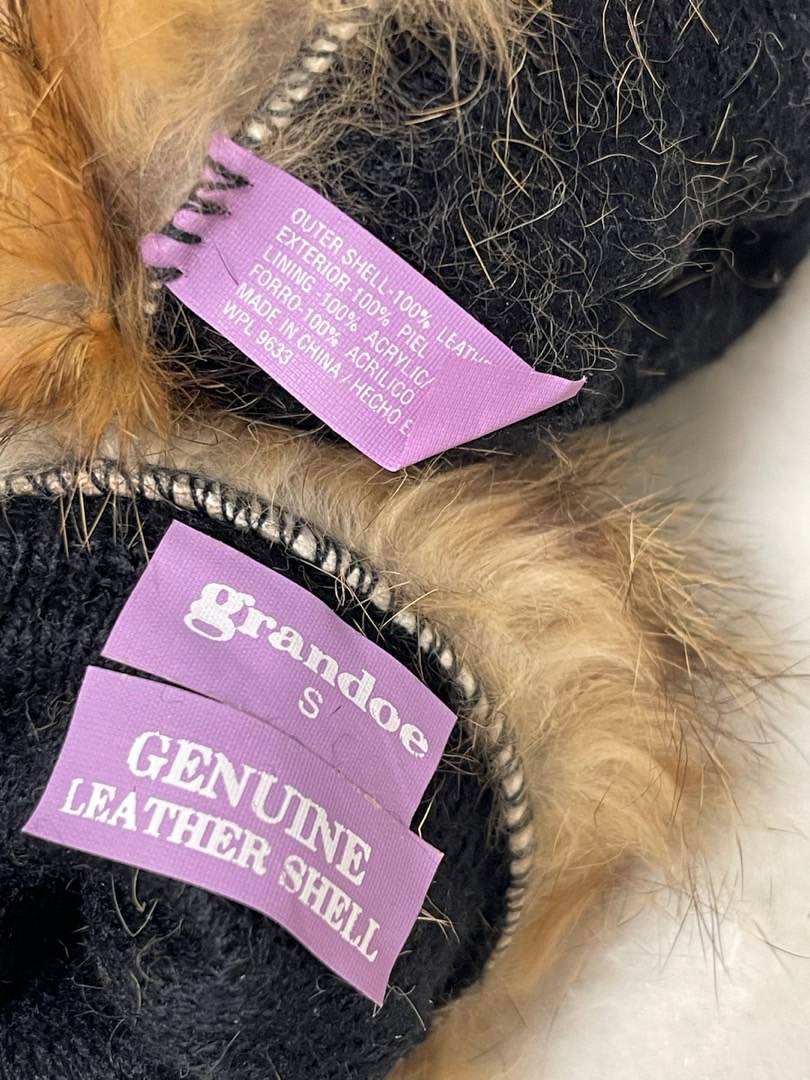 OUTER SHELL-100%
EXTERIOR-100% PIEL
LINING-100% ACRYLIC/
FORRO-100% ACRILICO
MADE IN CHINA / HECHO
WPL 9633
grandoe
S
GENUINE
LEATHER SHELL